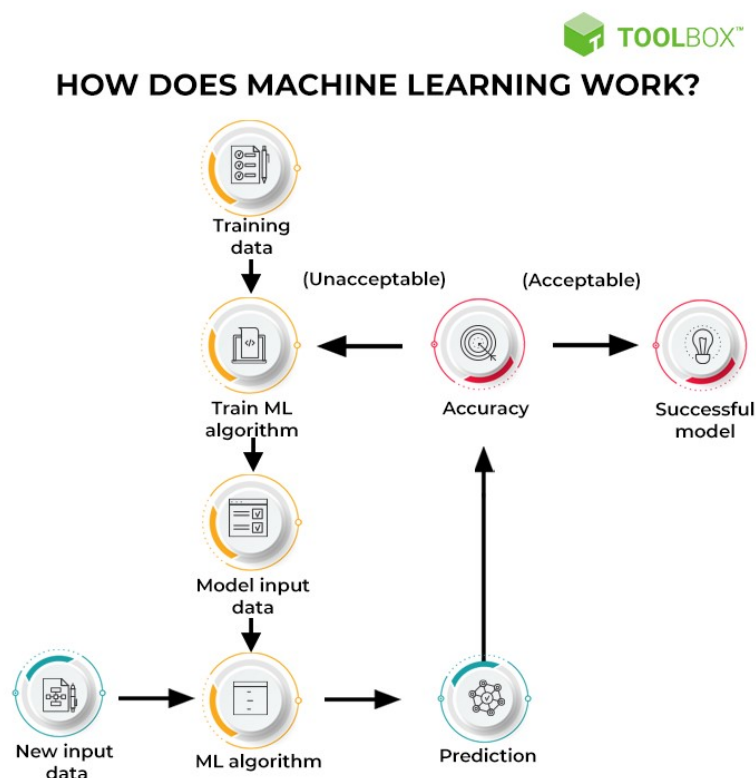 TOOLBOX™
HOW DOES MACHINE LEARNING WORK?
Training
data
(Unacceptable)
(Acceptable)
Train ML
algorithm
Accuracy
Successful
model
Model input
data
New input
data
ML algorithm
Prediction